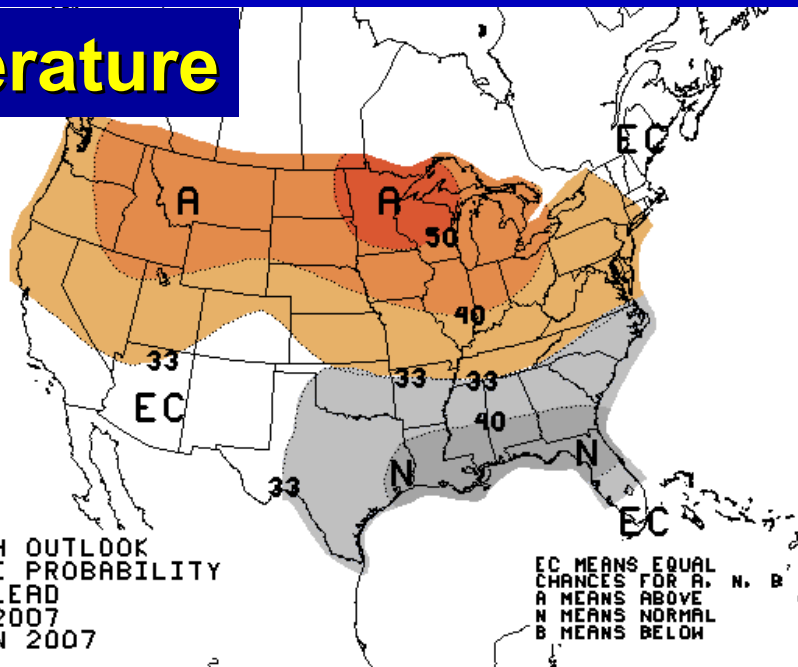 erature
EC
A
A
50
40
33
33
33
EC
40
N
N
33
EC
H OUTLOOK
E PROBABILITY
LEAD
2007
N 2007
EC MEANS EQUAL
CHANCES FOR A, N, B
A MEANS ABOVE
N MEANS NORMAL
B MEANS BELOW